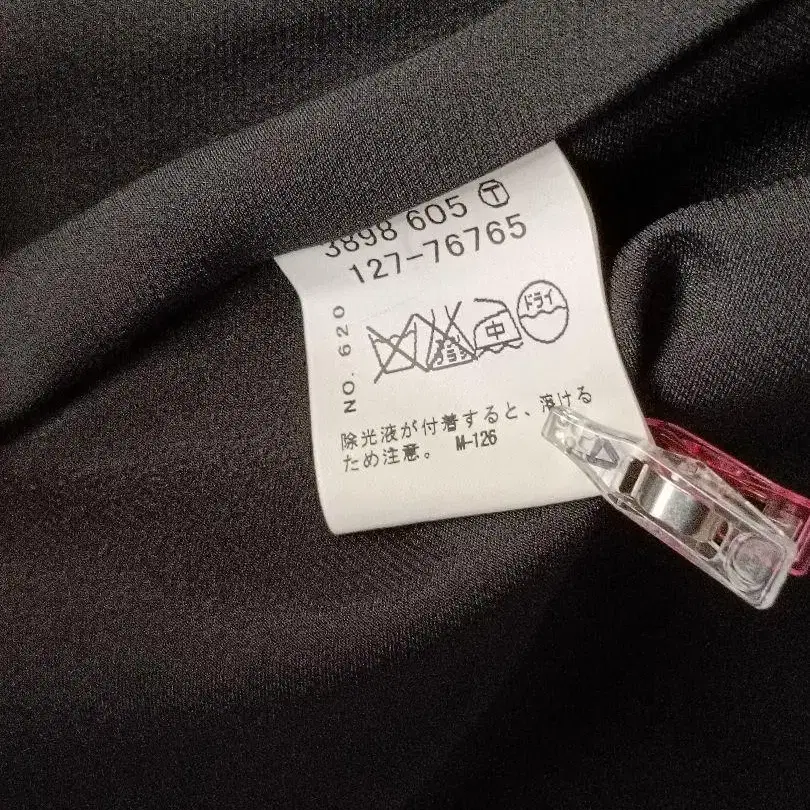 3898 605 Ⓣ
127-76765
NO. 620
中
ドライ
除光液が付着すると、溶ける
ため注意。 M-126